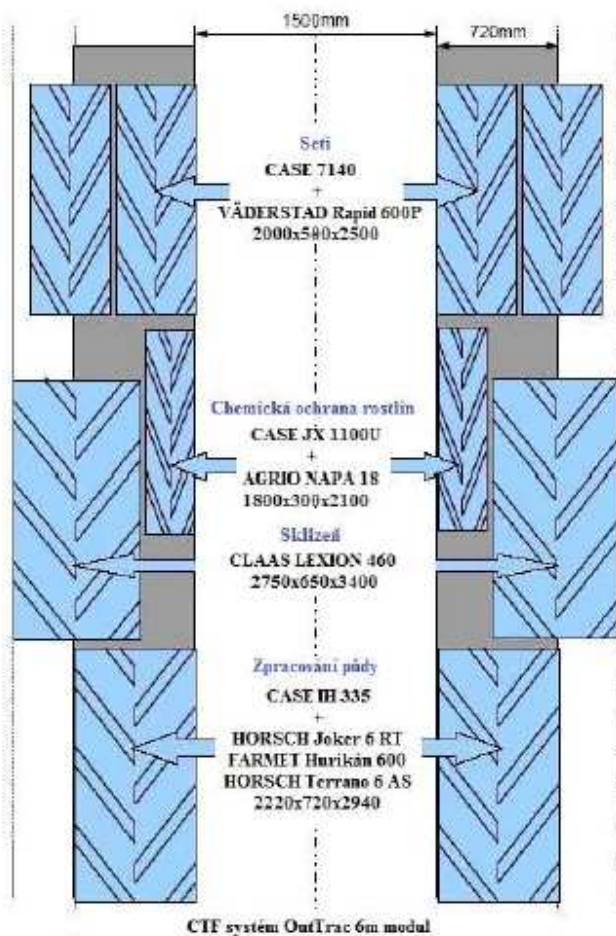 1500mm
720mm
Setí
CASE 7140
+
VÄDERSTAD Rapid 600P
2000x500x2500
Chemická ochrana rostlin
CASE JX 1100U
+
AGRIO NAPA 18
1800x300x2100
Sklizeň
CLAAS LEXION 460
2750x650x3400
Zpracování půdy
CASE IH 335
+
HORSCH Joker 6 RT
FARMET Hurikán 600
HORSCH Terrano 6 AS
2220x720x2940
CTF systém OutTrac 6m modul